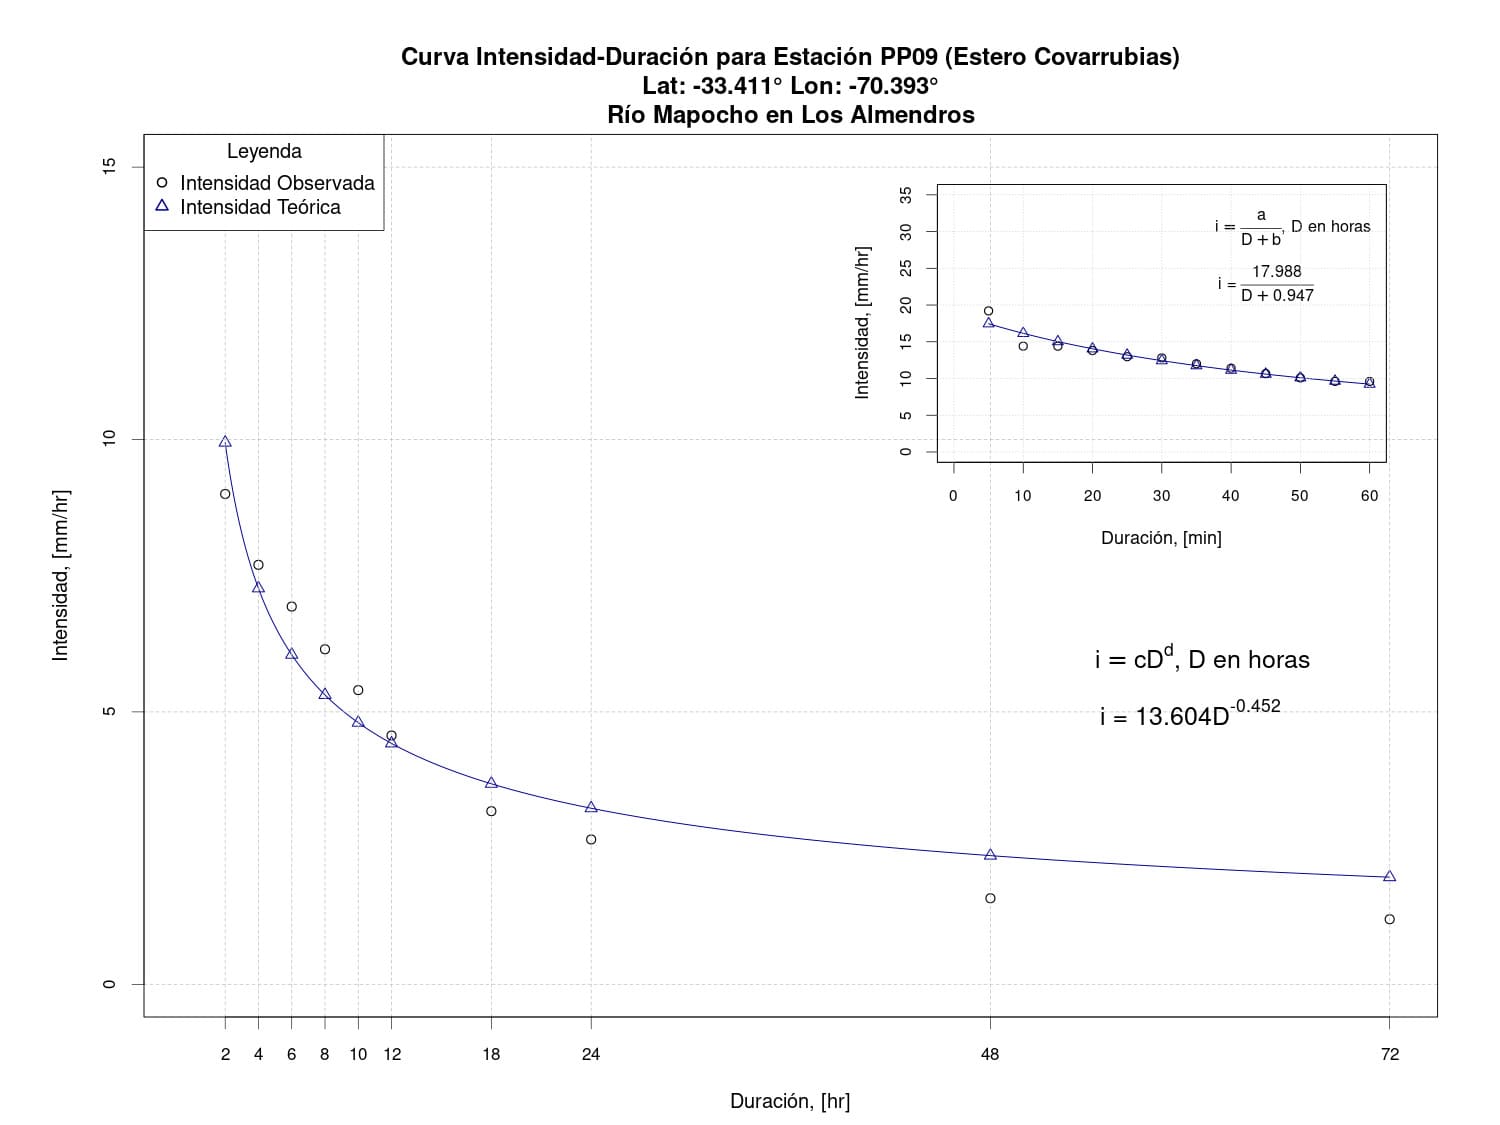 Curva Intensidad-Duración para Estación PP09 (Estero Covarrubias)
Lat: -33.411° Lon: -70.393°
Río Mapocho en Los Almendros
Leyenda
Intensidad Observada
Intensidad Teórica
Intensidad, [mm/hr]
15
10
5
0
2 4 6 8 10 12 18 24 48 72
Duración, [hr]
Intensidad, [mm/hr]
35
30
25
20
15
10
5
0
0 10 20 30 40 50 60
Duración, [min]
i = a / D + b, D en horas
i = 17.988 / D + 0.947
i = cD^d, D en horas
i = 13.604D^-0.452